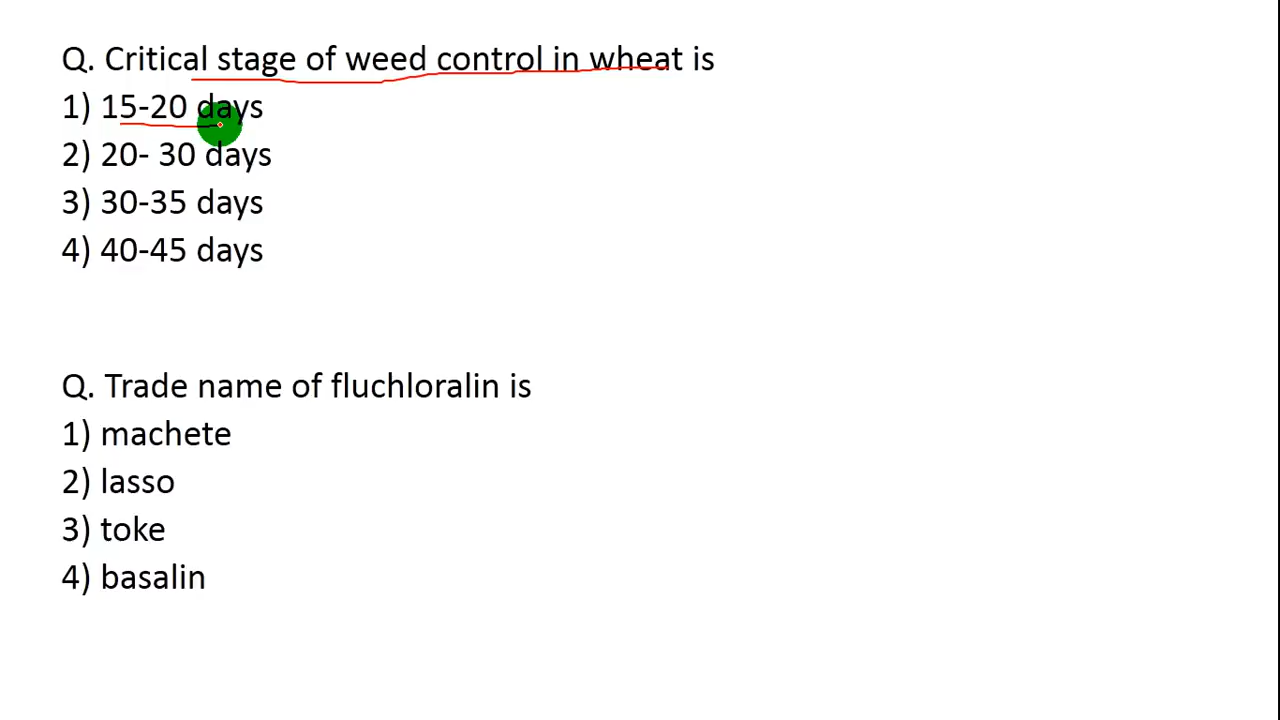 Q. Critical stage of weed control in wheat is
1) 15-20 days
2) 20- 30 days
3) 30-35 days
4) 40-45 days
Q. Trade name of fluchloralin is
1) machete
2) lasso
3) toke
4) basalin